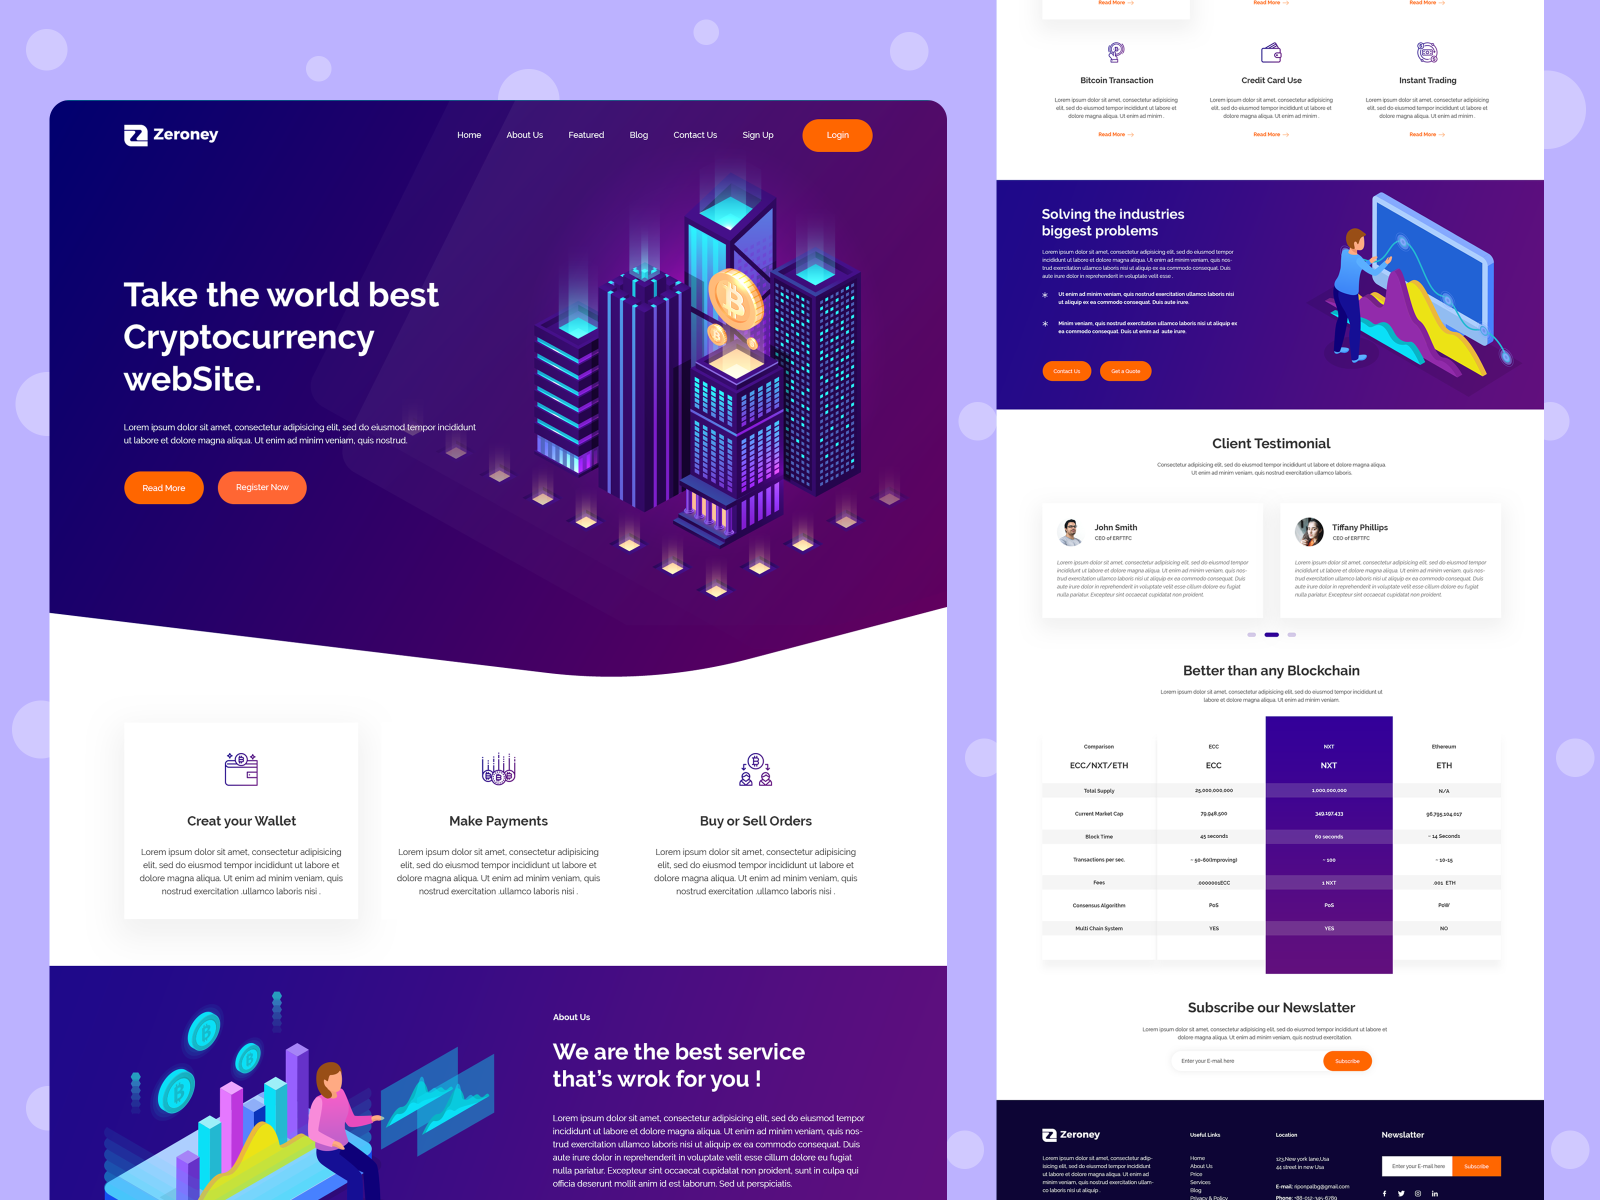 Zeroney
Home About Us Featured Blog Contact Us Sign Up Login
Take the world best
Cryptocurrency
webSite.
Lorem ipsum dolor sit amet, consectetur adipisicing elit, sed do eiusmod tempor incididunt
ut labore et dolore magna aliqua. Ut enim ad minim veniam, quis nostrud.
Read More Register Now
Creat your Wallet
Lorem ipsum dolor sit amet, consectetur adipisicing
elit, sed do eiusmod tempor incididunt ut labore et
dolore magna aliqua. Ut enim ad minim veniam, quis
nostrud exercitation .ullamco laboris nisi .
Make Payments
Lorem ipsum dolor sit amet, consectetur adipisicing
elit, sed do eiusmod tempor incididunt ut labore et
dolore magna aliqua. Ut enim ad minim veniam, quis
nostrud exercitation .ullamco laboris nisi .
Buy or Sell Orders
Lorem ipsum dolor sit amet, consectetur adipisicing
elit, sed do eiusmod tempor incididunt ut labore et
dolore magna aliqua. Ut enim ad minim veniam, quis
nostrud exercitation .ullamco laboris nisi .
About Us
We are the best service
that's wrok for you !
Lorem ipsum dolor sit amet, consectetur adipisicing elit, sed do eiusmod tempor
incididunt ut labore et dolore magna aliqua. Ut enim ad minim veniam, quis nos-
trud exercitation ullamco laboris nisi ut aliquip ex ea commodo consequat. Duis
aute irure dolor in reprehenderit in voluptate velit esse cillum dolore eu fugiat
nulla pariatur. Excepteur sint occaecat cupidatat non proident, sunt in culpa qui
officia deserunt mollit anim id est laborum. Sed ut perspiciatis.
Read More Read More Read More
Bitcoin Transaction
Lorem ipsum dolor sit amet, consectetur adipisicing
elit, sed do eiusmod tempor incididunt ut labore et
dolore magna aliqua. Ut enim ad minim .
Read More
Credit Card Use
Lorem ipsum dolor sit amet, consectetur adipisicing
elit, sed do eiusmod tempor incididunt ut labore et
dolore magna aliqua. Ut enim ad minim .
Read More
Instant Trading
Lorem ipsum dolor sit amet, consectetur adipisicing
elit, sed do eiusmod tempor incididunt ut labore et
dolore magna aliqua. Ut enim ad minim .
Read More
Solving the industries
biggest problems
Lorem ipsum dolor sit amet, consectetur adipisicing elit, sed do eiusmod tempor
incididunt ut labore et dolore magna aliqua. Ut enim ad minim veniam, quis nos-
trud exercitation ullamco laboris nisi ut aliquip ex ea commodo consequat. Duis
aute irure dolor in reprehenderit in voluptate velit esse .
Ut enim ad minim veniam, quis nostrud exercitation ullamco laboris nisi
ut aliquip ex ea commodo consequat. Duis aute irure.
Minim veniam, quis nostrud exercitation ullamco laboris nisi ut aliquip ex
ea commodo consequat. Duis ut enim ad aute irure.
Contact Us Get a Quote
Client Testimonial
Consectetur adipisicing elit, sed do eiusmod tempor incididunt ut labore et dolore magna aliqua.
Ut enim ad minim veniam, quis nostrud exercitation ullamco laboris.
John Smith
CEO of ERFTFC
Lorem ipsum dolor sit amet, consectetur adipisicing elit, sed do eiusmod tempor
incididunt ut labore et dolore magna aliqua. Ut enim ad minim veniam, quis nos-
trud exercitation ullamco laboris nisi ut aliquip ex ea commodo consequat. Duis
aute irure dolor in reprehenderit in voluptate velit esse cillum dolore eu fugiat
nulla pariatur. Excepteur sint occaecat cupidatat non proident.
Tiffany Phillips
CEO of ERFTFC
Lorem ipsum dolor sit amet, consectetur adipisicing elit, sed do eiusmod tempor
incididunt ut labore et dolore magna aliqua. Ut enim ad minim veniam, quis nos-
trud exercitation ullamco laboris nisi ut aliquip ex ea commodo consequat. Duis
aute irure dolor in reprehenderit in voluptate velit esse cillum dolore eu fugiat
nulla pariatur. Excepteur sint occaecat cupidatat non proident.
Better than any Blockchain
Lorem ipsum dolor sit amet, consectetur adipisicing elit, sed do eiusmod tempor incididunt ut
labore et dolore magna aliqua. Ut enim ad minim veniam.
Comparison ECC NXT Ethereum
ECC/NXT/ETH ECC NXT ETH
Total Supply 25,000,000,000 1,000,000,000 N/A
Current Market Cap 79,948,500 349,197,433 96,795,104,017
Block Time 45 seconds 60 seconds ~ 14 Seconds
Transactions per sec. ~ 50-60(Improving) ~ 100 ~ 10-15
Fees .0000001ECC 1 NXT .001 ETH
Consensus Algorithm PoS PoS PoW
Multi Chain System YES YES NO
Subscribe our Newslatter
Lorem ipsum dolor sit amet, consectetur adipisicing elit, sed do eiusmod tempor incididunt ut labore et
dolore magna aliqua. Ut enim ad minim veniam, quis nostrud exercitation.
Enter your E-mail here Subscribe
Zeroney
Lorem ipsum dolor sit amet, consectetur adip-
isicing elit, sed do eiusmod tempor incididunt
ut labore et dolore magna aliqua. Ut enim ad
minim veniam, quis nostrud exercitation ullam-
co laboris nisi ut aliquip .
Useful Links
Home
About Us
Price
Services
Blog
Privacy & Policy
Location
123,New york lane,Usa
44 street in new Usa
E-mail: riponpalbg@gmail.com
Phone: +88-012-345-6789
Newslatter
Enter your E-mail here Subscribe